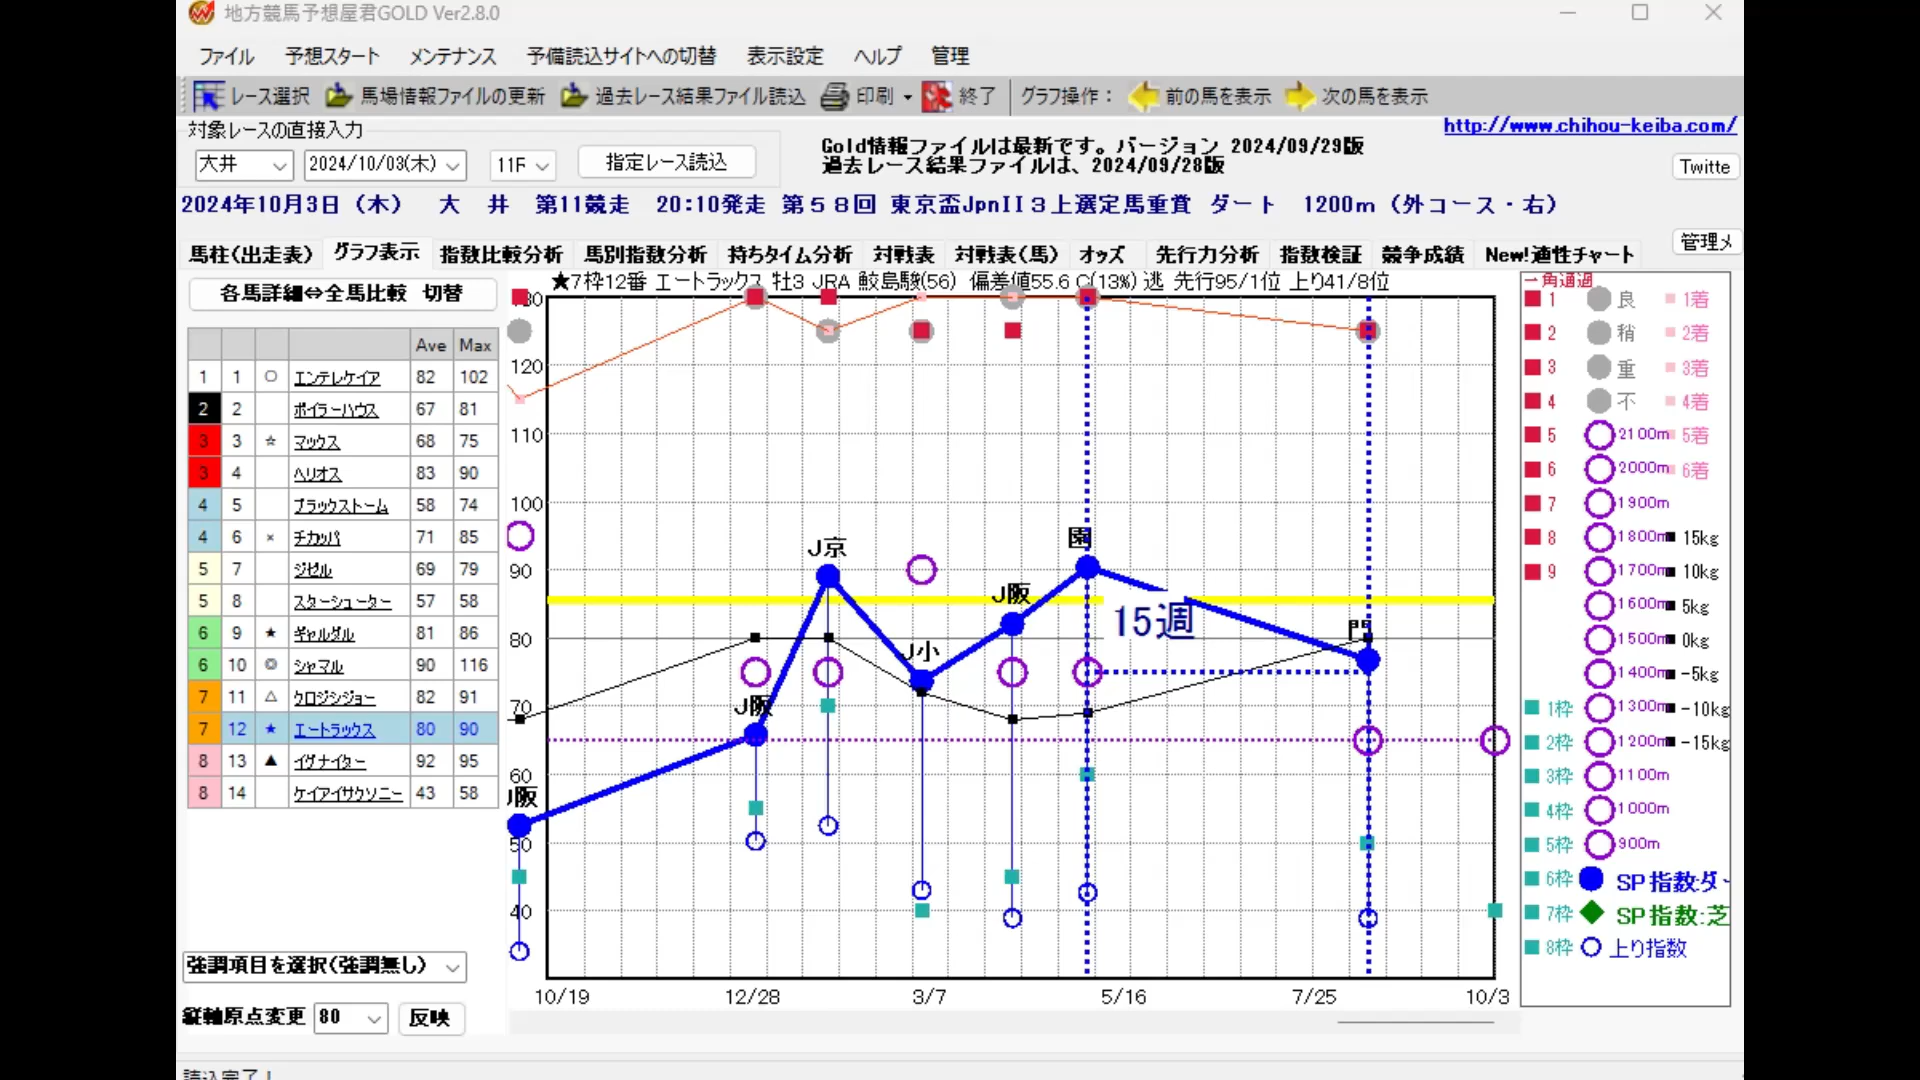 地方競馬予想屋君GOLD Ver2.8.0
ファイル 予想スタート メンテナンス 予備読込サイトへの切替 表示設定 ヘルプ 管理
レース選択 馬場情報ファイルの更新 過去レース結果ファイル読込 印刷 終了 グラフ操作： 前の馬を表示 次の馬を表示
対象レースの直接入力
http://www.chihou-keiba.com/
大井 2024/10/03(木) 11F 指定レース読込
Gold情報ファイルは最新です。バージョン 2024/09/29版
過去レース結果ファイルは、2024/09/28版
Twitte
2024年10月3日（木） 大 井 第11競走 20:10発走 第５８回 東京盃JpnII３上選定馬重賞 ダート 1200m（外コース・右）
管理メ
馬柱(出走表) グラフ表示 指数比較分析 馬別指数分析 持ちタイム分析 対戦表 対戦表(馬) オッズ 先行力分析 指数検証 競争成績 New!適性チャート
各馬詳細⇔全馬比較 切替
★7枠12番 エートラックス 牡3 JRA 鮫島駿(56) 偏差値55.6 C(13%) 逃 先行95/1位 上り41/8位
Ave Max
1 1 ○ エンテレケイア 82 102
2 2 ボイラーハウス 67 81
3 3 ☆ マックス 68 75
3 4 ヘリオス 83 90
4 5 ブラックストーム 58 74
4 6 × チカッパ 71 85
5 7 ジゼル 69 79
5 8 スターシューター 57 58
6 9 ★ ギャルダル 81 86
6 10 ◎ シャマル 90 116
7 11 △ クロジシジョー 82 91
7 12 ★ エートラックス 80 90
8 13 ▲ イグナイター 92 95
8 14 ケイアイサクソニー 43 58
強調項目を選択(強調無し)
縦軸原点変更 80 反映
30
120
110
100
90
80
70
60
50
40
J阪
J阪
J京
J小
J阪
園
15週
門
10/19 12/28 3/7 5/16 7/25 10/3
一角通過
1 良 1着
2 稍 2着
3 重 3着
4 不 4着
5 2100m 5着
6 2000m 6着
7 1900m
8 1800m 15kg
9 1700m 10kg
1600m 5kg
1500m 0kg
1400m -5kg
1枠 1300m -10kg
2枠 1200m -15kg
3枠 1100m
4枠 1000m
5枠 900m
6枠 SP指数:ダ
7枠 SP指数:芝
8枠 上り指数
読込完了！